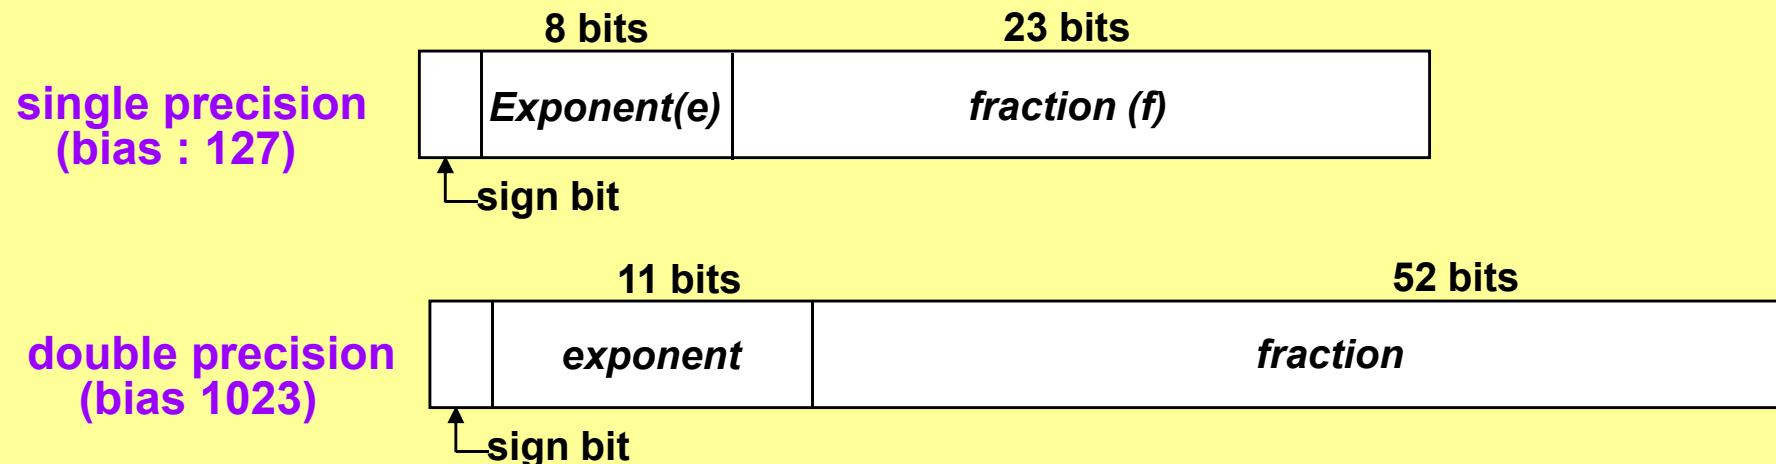 8 bits 23 bits
single precision
(bias : 127)
Exponent(e) fraction (f)
sign bit
11 bits 52 bits
double precision
(bias 1023)
exponent fraction
sign bit